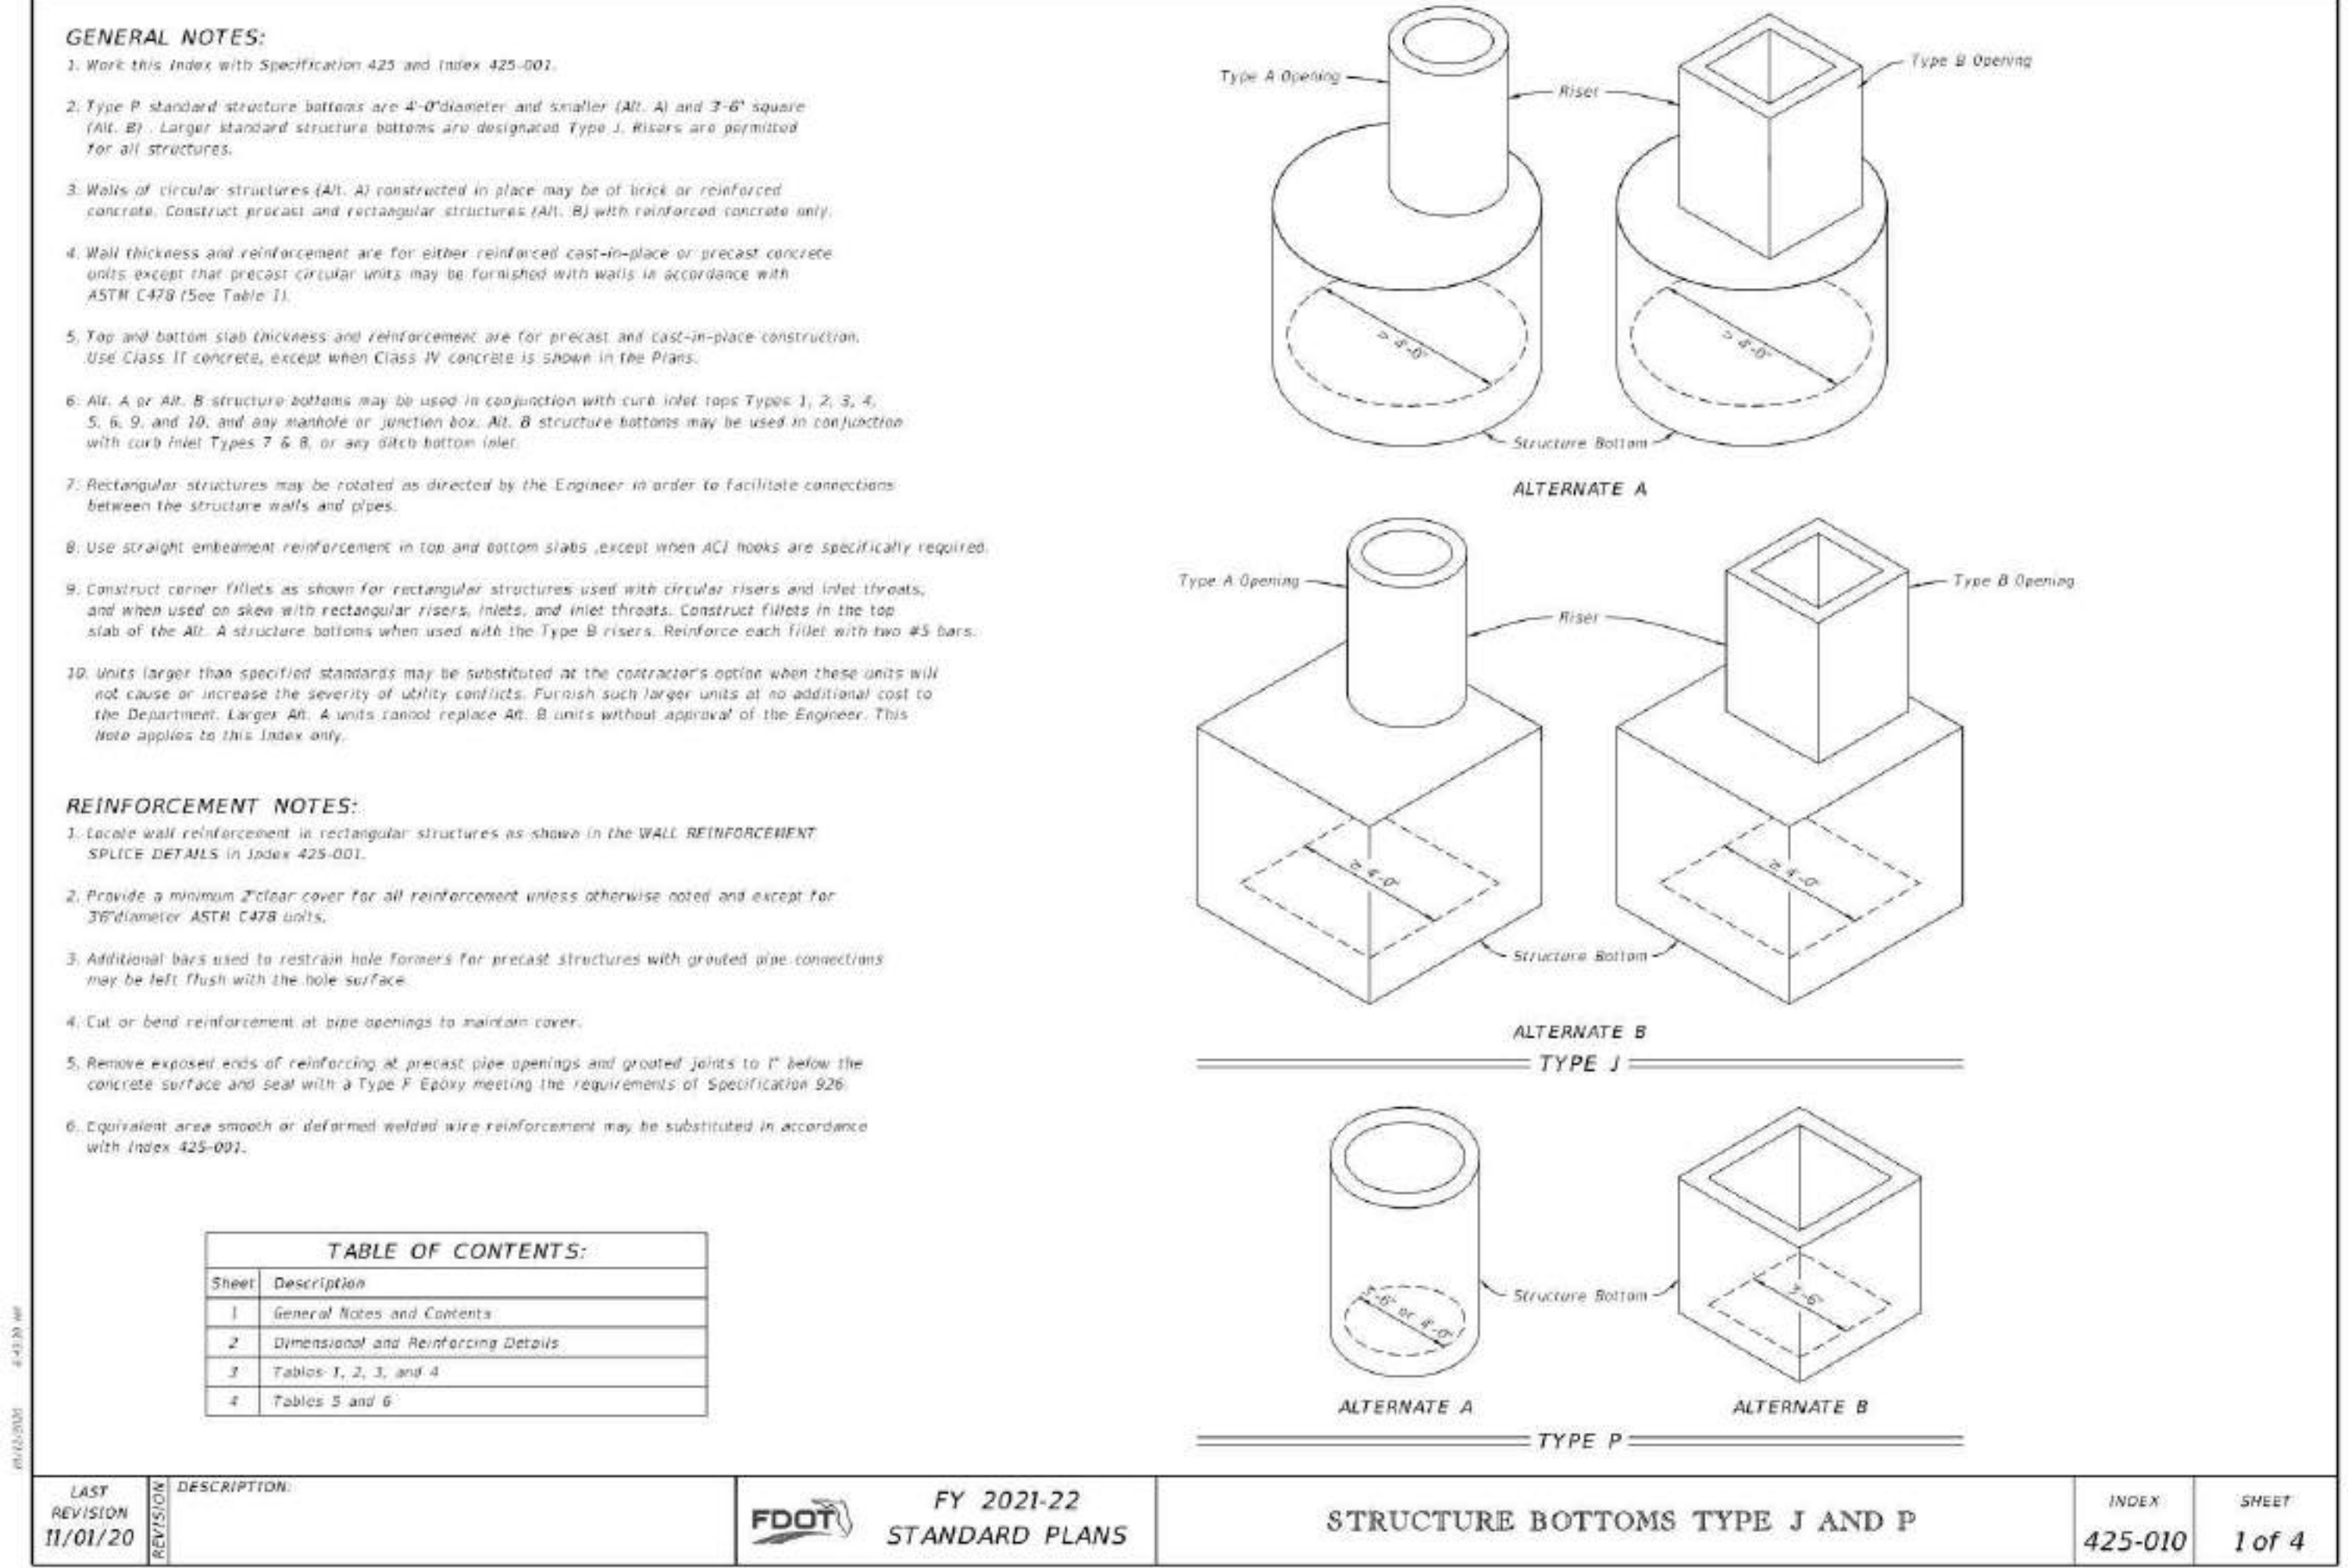 GENERAL NOTES:
1. Work this Index with Specification 425 and Index 425-001.
2. Type P standard structure bottoms are 4'-0"diameter and smaller (Alt. A) and 3'-6" square
(Alt. B) . Larger standard structure bottoms are designated Type J. Risers are permitted
for all structures.
3. Walls of circular structures (Alt. A) constructed in place may be of brick or reinforced
concrete. Construct precast and rectangular structures (Alt. B) with reinforced concrete only.
4. Wall thickness and reinforcement are for either reinforced cast-in-place or precast concrete
units except that precast circular units may be furnished with walls in accordance with
ASTM C478 (See Table 1).
5. Top and bottom slab thickness and reinforcement are for precast and cast-in-place construction.
Use Class II concrete, except when Class IV concrete is shown in the Plans.
6. Alt. A or Alt. B structure bottoms may be used in conjunction with curb inlet tops Types 1, 2, 3, 4,
5, 6, 9, and 10, and any manhole or junction box. Alt. B structure bottoms may be used in conjunction
with curb inlet Types 7 & 8, or any ditch bottom inlet.
7. Rectangular structures may be rotated as directed by the Engineer in order to facilitate connections
between the structure walls and pipes.
8. Use straight embedment reinforcement in top and bottom slabs ,except when ACI hooks are specifically required.
9. Construct corner fillets as shown for rectangular structures used with circular risers and inlet throats,
and when used on skew with rectangular risers, inlets, and inlet throats. Construct fillets in the top
slab of the Alt. A structure bottoms when used with the Type B risers. Reinforce each fillet with two #5 bars.
10. Units larger than specified standards may be substituted at the contractor's option when these units will
not cause or increase the severity of utility conflicts. Furnish such larger units at no additional cost to
the Department. Larger Alt. A units cannot replace Alt. B units without approval of the Engineer. This
Note applies to this Index only.
REINFORCEMENT NOTES:
1. Locate wall reinforcement in rectangular structures as shown in the WALL REINFORCEMENT
SPLICE DETAILS in Index 425-001.
2. Provide a minimum 2"clear cover for all reinforcement unless otherwise noted and except for
3'6"diameter ASTM C478 units.
3. Additional bars used to restrain hole formers for precast structures with grouted pipe connections
may be left flush with the hole surface.
4. Cut or bend reinforcement at pipe openings to maintain cover.
5. Remove exposed ends of reinforcing at precast pipe openings and grouted joints to 1" below the
concrete surface and seal with a Type F Epoxy meeting the requirements of Specification 926.
6. Equivalent area smooth or deformed welded wire reinforcement may be substituted in accordance
with Index 425-001.
TABLE OF CONTENTS:
Sheet Description
1 General Notes and Contents
2 Dimensional and Reinforcing Details
3 Tables 1, 2, 3, and 4
4 Tables 5 and 6
Type A Opening
Riser
Type B Opening
> 4'-0"
> 4'-0"
Structure Bottom
ALTERNATE A
Type A Opening
Riser
Type B Opening
≥ 4'-0"
≥ 4'-0"
Structure Bottom
ALTERNATE B
TYPE J
3'-6" or 4'-0"
Structure Bottom
3'-6"
ALTERNATE A
ALTERNATE B
TYPE P
LAST
REVISION
11/01/20
REVISION
DESCRIPTION:
FDOT
FY 2021-22
STANDARD PLANS
STRUCTURE BOTTOMS TYPE J AND P
INDEX
425-010
SHEET
1 of 4